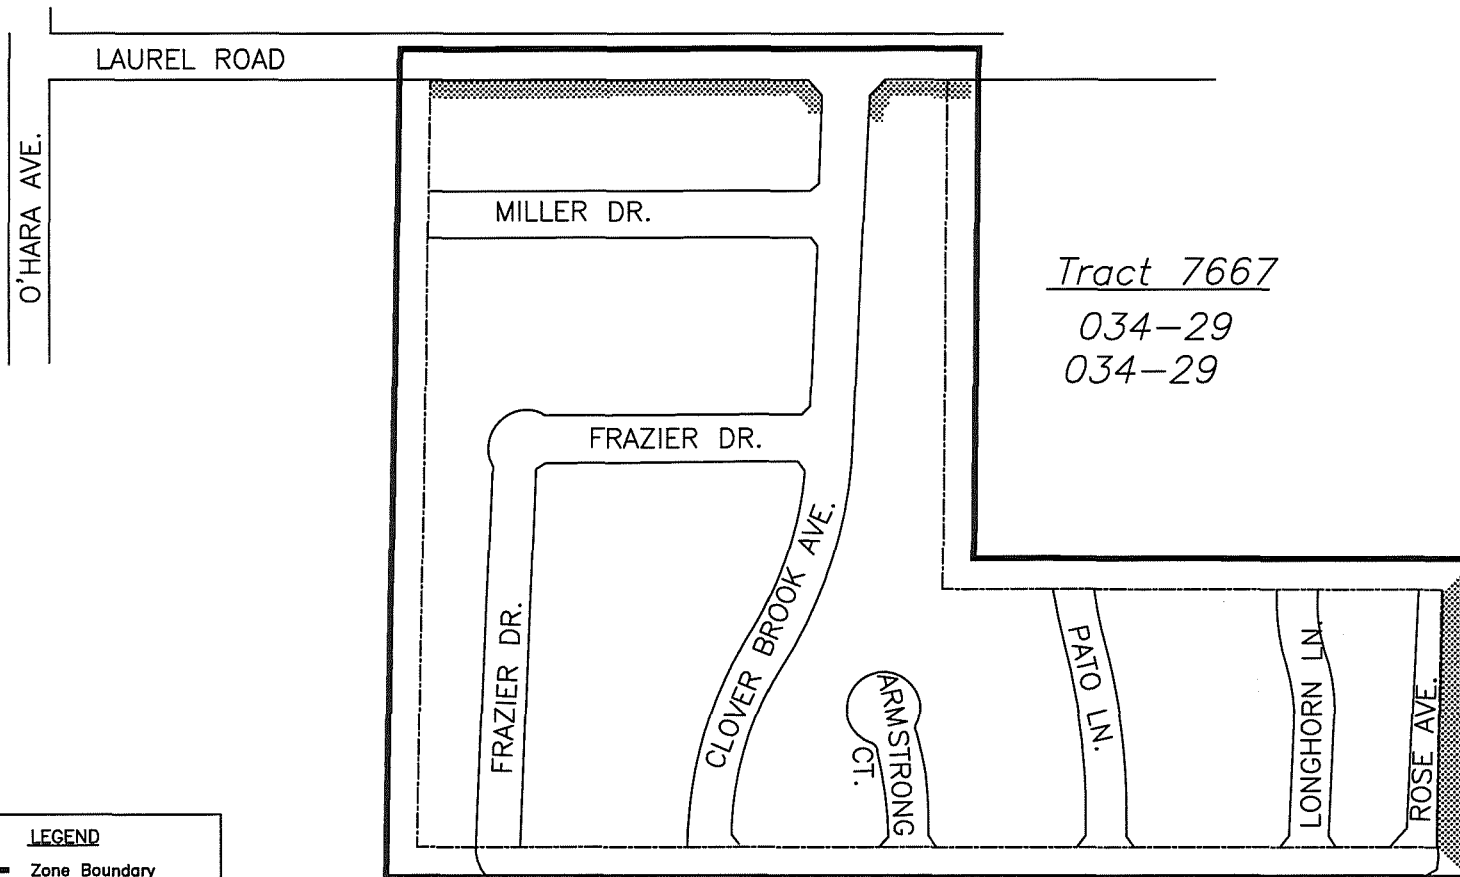 LAUREL ROAD
O'HARA AVE.
MILLER DR.
Tract 7667
034-29
034-29
FRAZIER DR.
FRAZIER DR.
CLOVER BROOK AVE.
ARMSTRONG
CT.
PATO LN.
LONGHORN LN.
ROSE AVE.
LEGEND
Zone Boundary